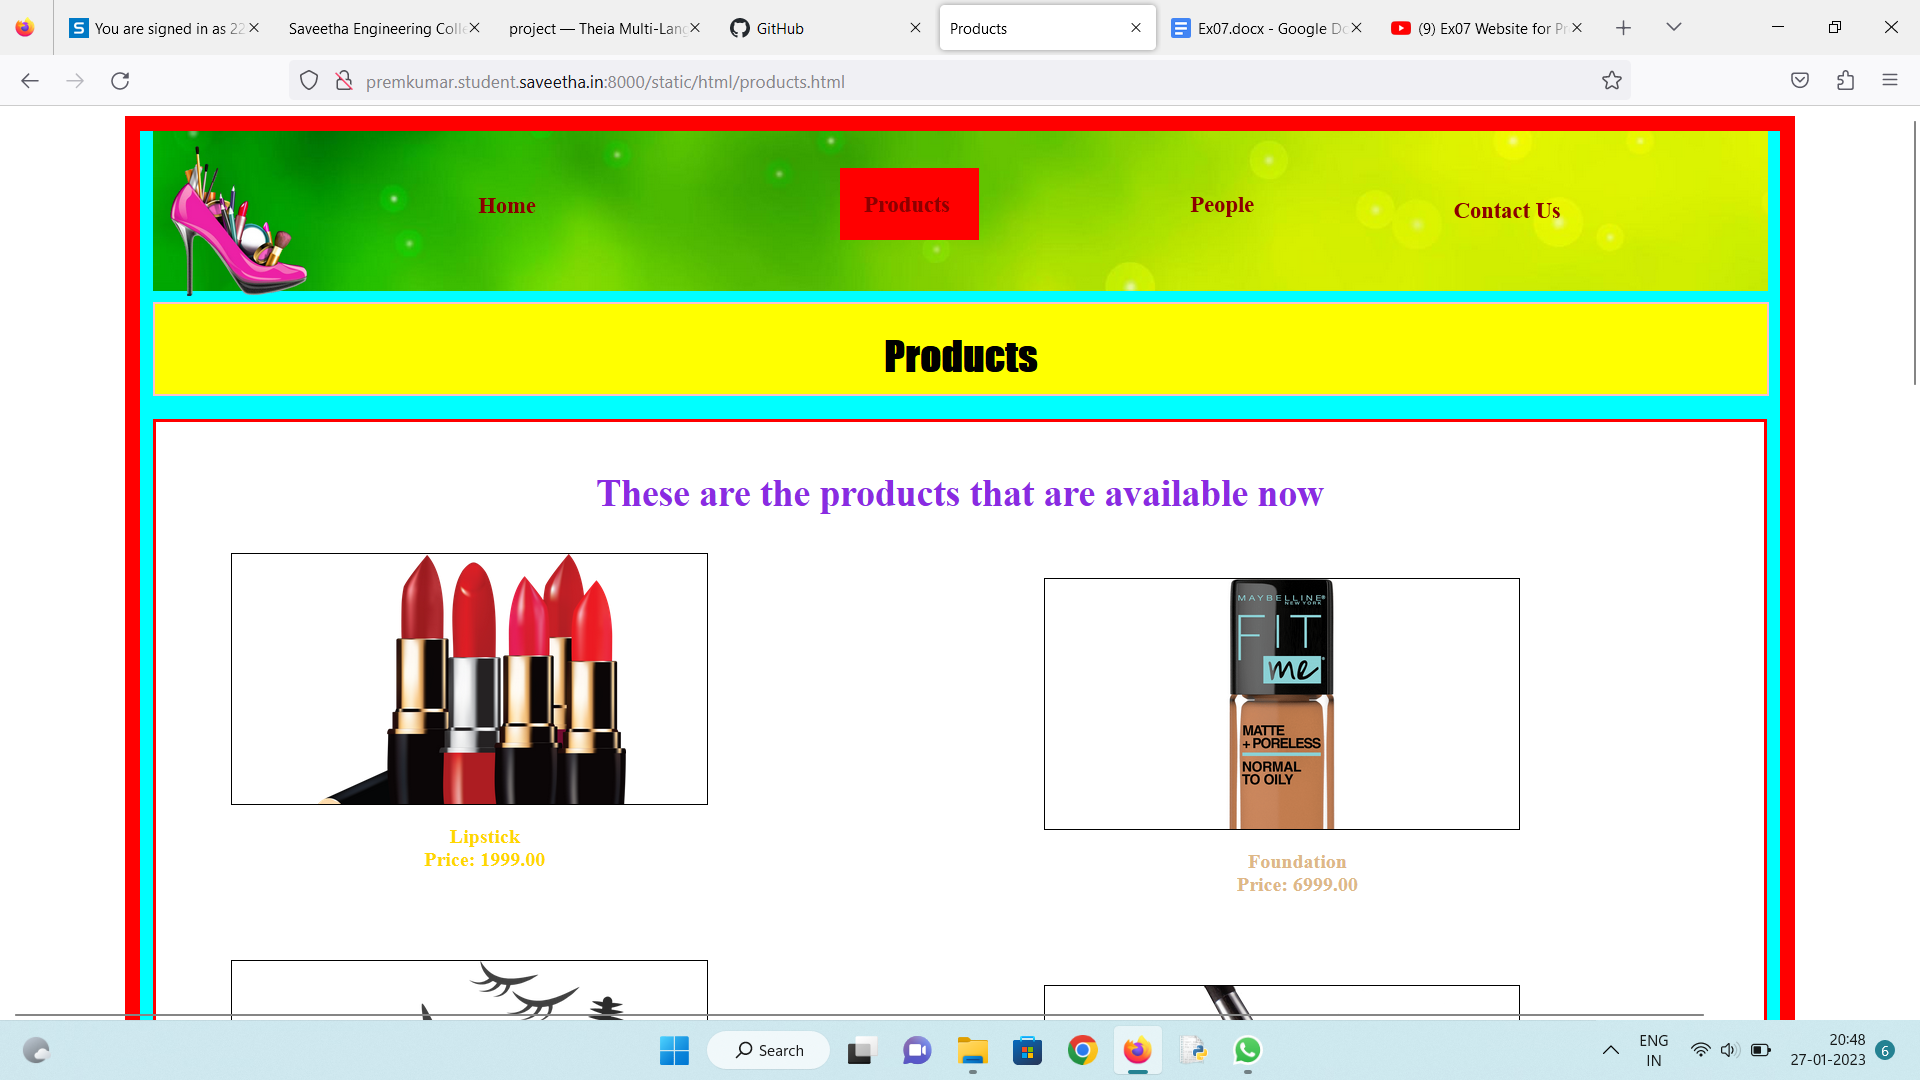 You are signed in as 22
Saveetha Engineering Colle
project — Theia Multi-Lang
GitHub
Products
Ex07.docx - Google Do
(9) Ex07 Website for Pr
premkumar.student.saveetha.in:8000/static/html/products.html
Home
Products
People
Contact Us
Products
These are the products that are available now
MAYBELLINE
NEW YORK
FIT
me
MATTE
+ PORELESS
NORMAL
TO OILY
Lipstick
Price: 1999.00
Foundation
Price: 6999.00
Search
ENG
IN
20:48
27-01-2023
6